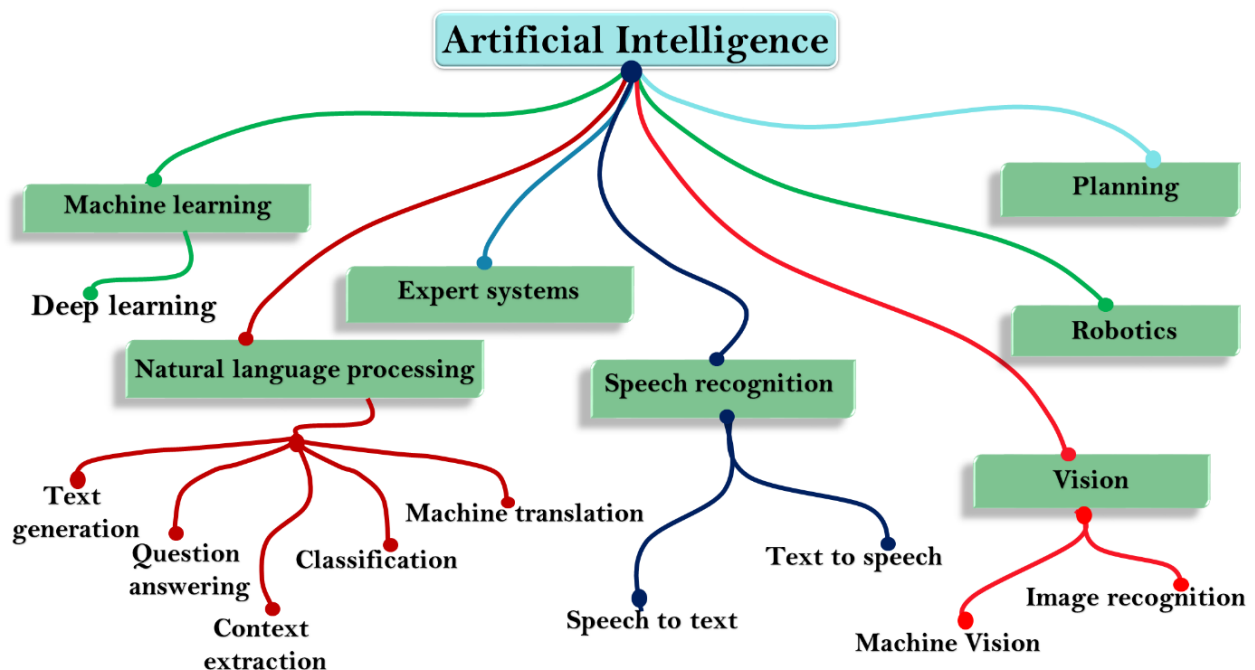 Artificial Intelligence
Machine learning
Planning
Deep learning
Expert systems
Robotics
Natural language processing
Speech recognition
Vision
Text
generation
Question
answering
Context
extraction
Classification
Machine translation
Speech to text
Text to speech
Machine Vision
Image recognition